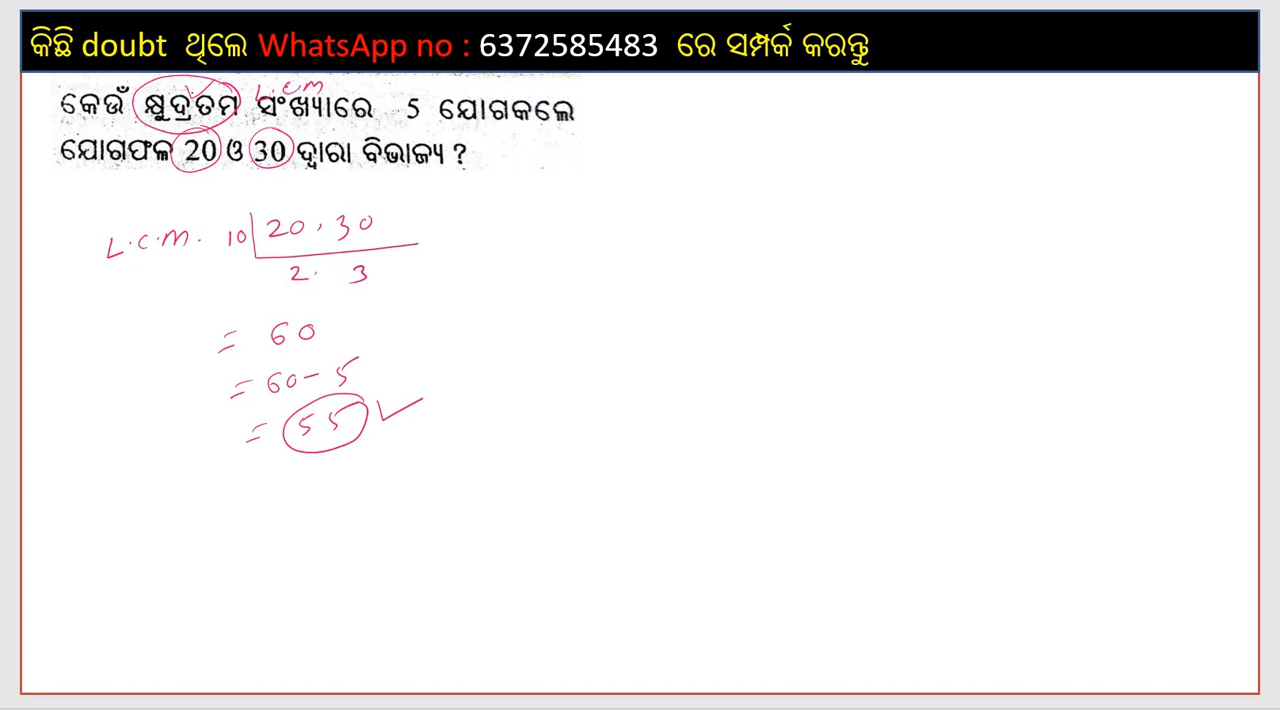 କିଛି doubt ଥିଲେ WhatsApp no : 6372585483 ରେ ସମ୍ପର୍କ କରନ୍ତୁ
L.C.M
କେଉଁ କ୍ଷୁଦ୍ରତମ ସଂଖ୍ୟାରେ 5 ଯୋଗକଲେ
ଯୋଗଫଳ 20 ଓ 30 ଦ୍ୱାରା ବିଭାଜ୍ୟ ?
L.C.M. 10 20, 30
2. 3
= 60
= 60 - 5
= 55 ✓